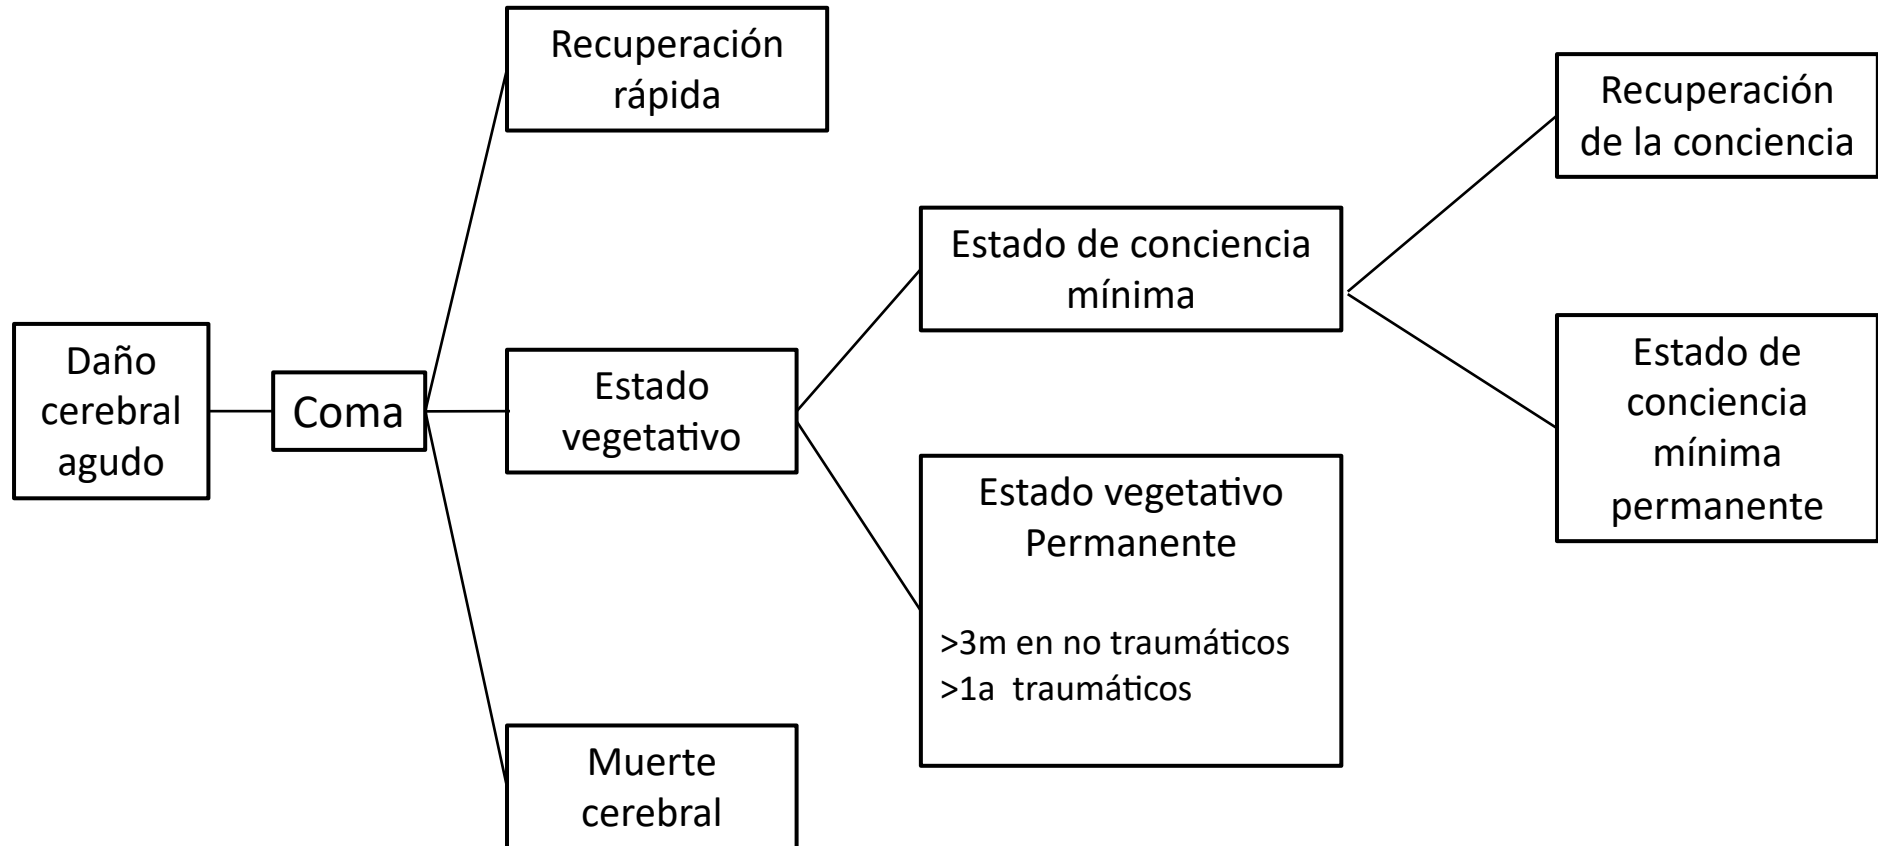 Daño
cerebral
agudo
Coma
Recuperación
rápida
Estado
vegetativo
Muerte
cerebral
Estado de conciencia
mínima
Estado vegetativo
Permanente
>3m en no traumáticos
>1a traumáticos
Recuperación
de la conciencia
Estado de
conciencia
mínima
permanente